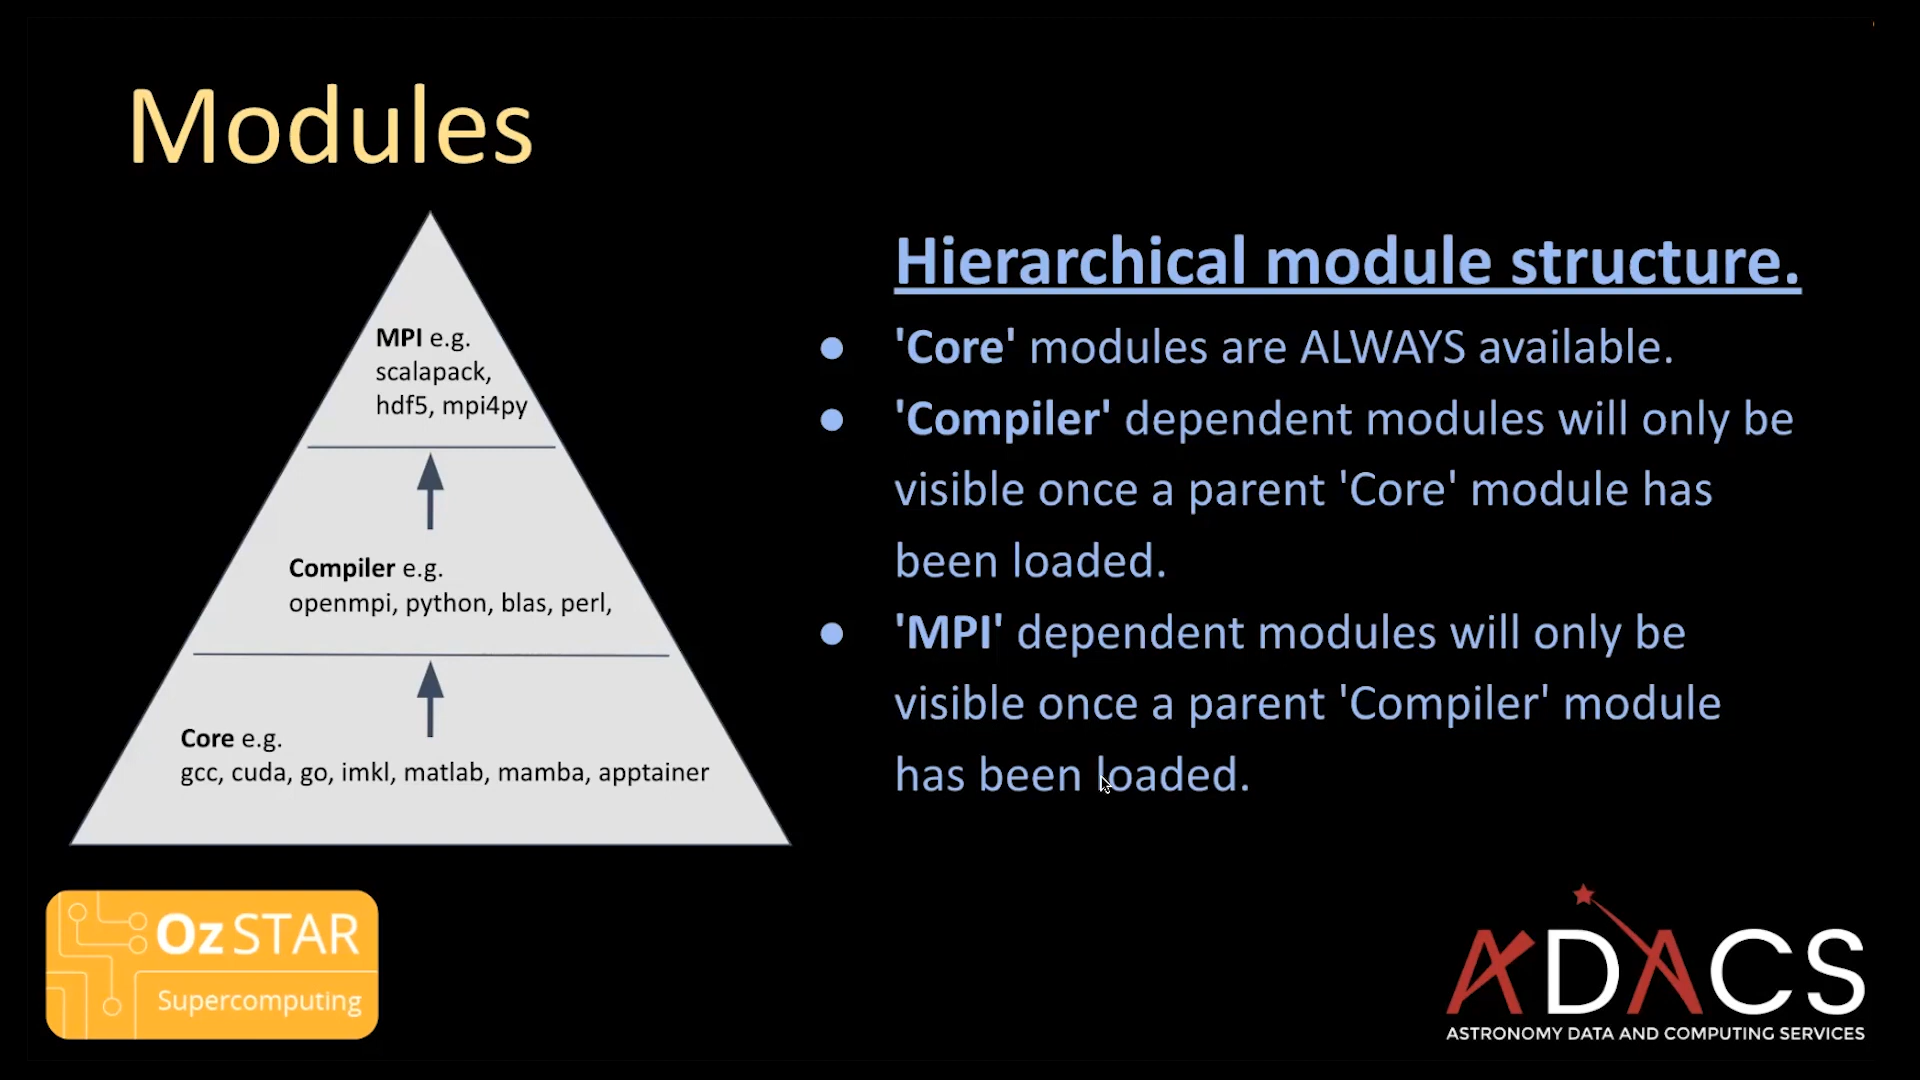 Modules
MPI e.g.
scalapack,
hdf5, mpi4py
Compiler e.g.
openmpi, python, blas, perl,
Core e.g.
gcc, cuda, go, imkl, matlab, mamba, apptainer
Hierarchical module structure.
● 'Core' modules are ALWAYS available.
● 'Compiler' dependent modules will only be
visible once a parent 'Core' module has
been loaded.
● 'MPI' dependent modules will only be
visible once a parent 'Compiler' module
has been loaded.
OzSTAR
Supercomputing
ADACS
ASTRONOMY DATA AND COMPUTING SERVICES